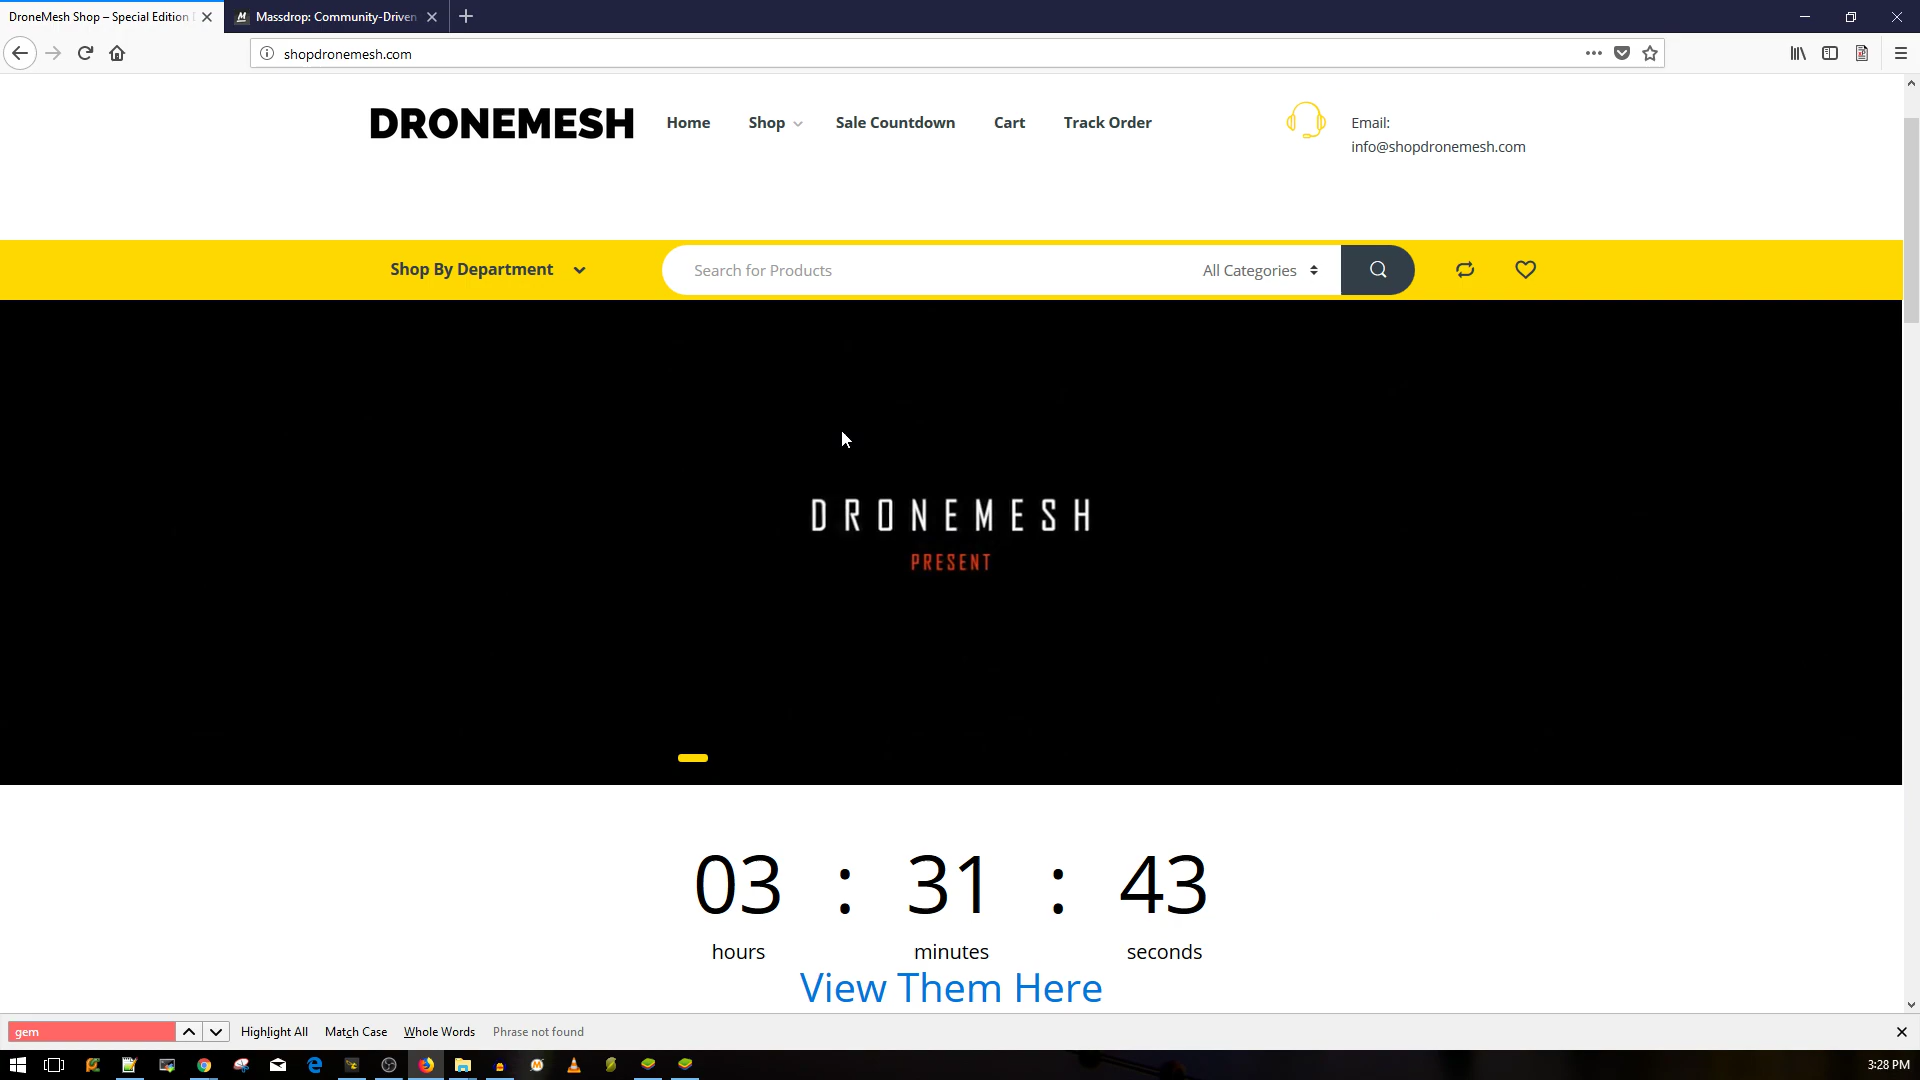 DroneMesh Shop – Special Edition
Massdrop: Community-Driven
shopdronemesh.com
DRONEMESH
Home
Shop
Sale Countdown
Cart
Track Order
Email:
info@shopdronemesh.com
Shop By Department
Search for Products
All Categories
DRONEMESH
PRESENT
03 : 31 : 43
hours
minutes
seconds
View Them Here
gem
Highlight All
Match Case
Whole Words
Phrase not found
3:28 PM